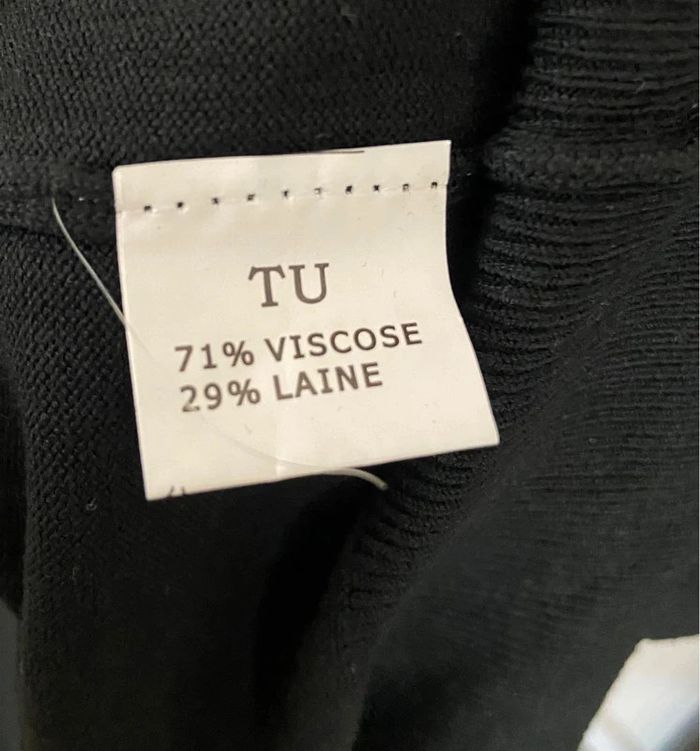 TU
71% VISCOSE
29% LAINE